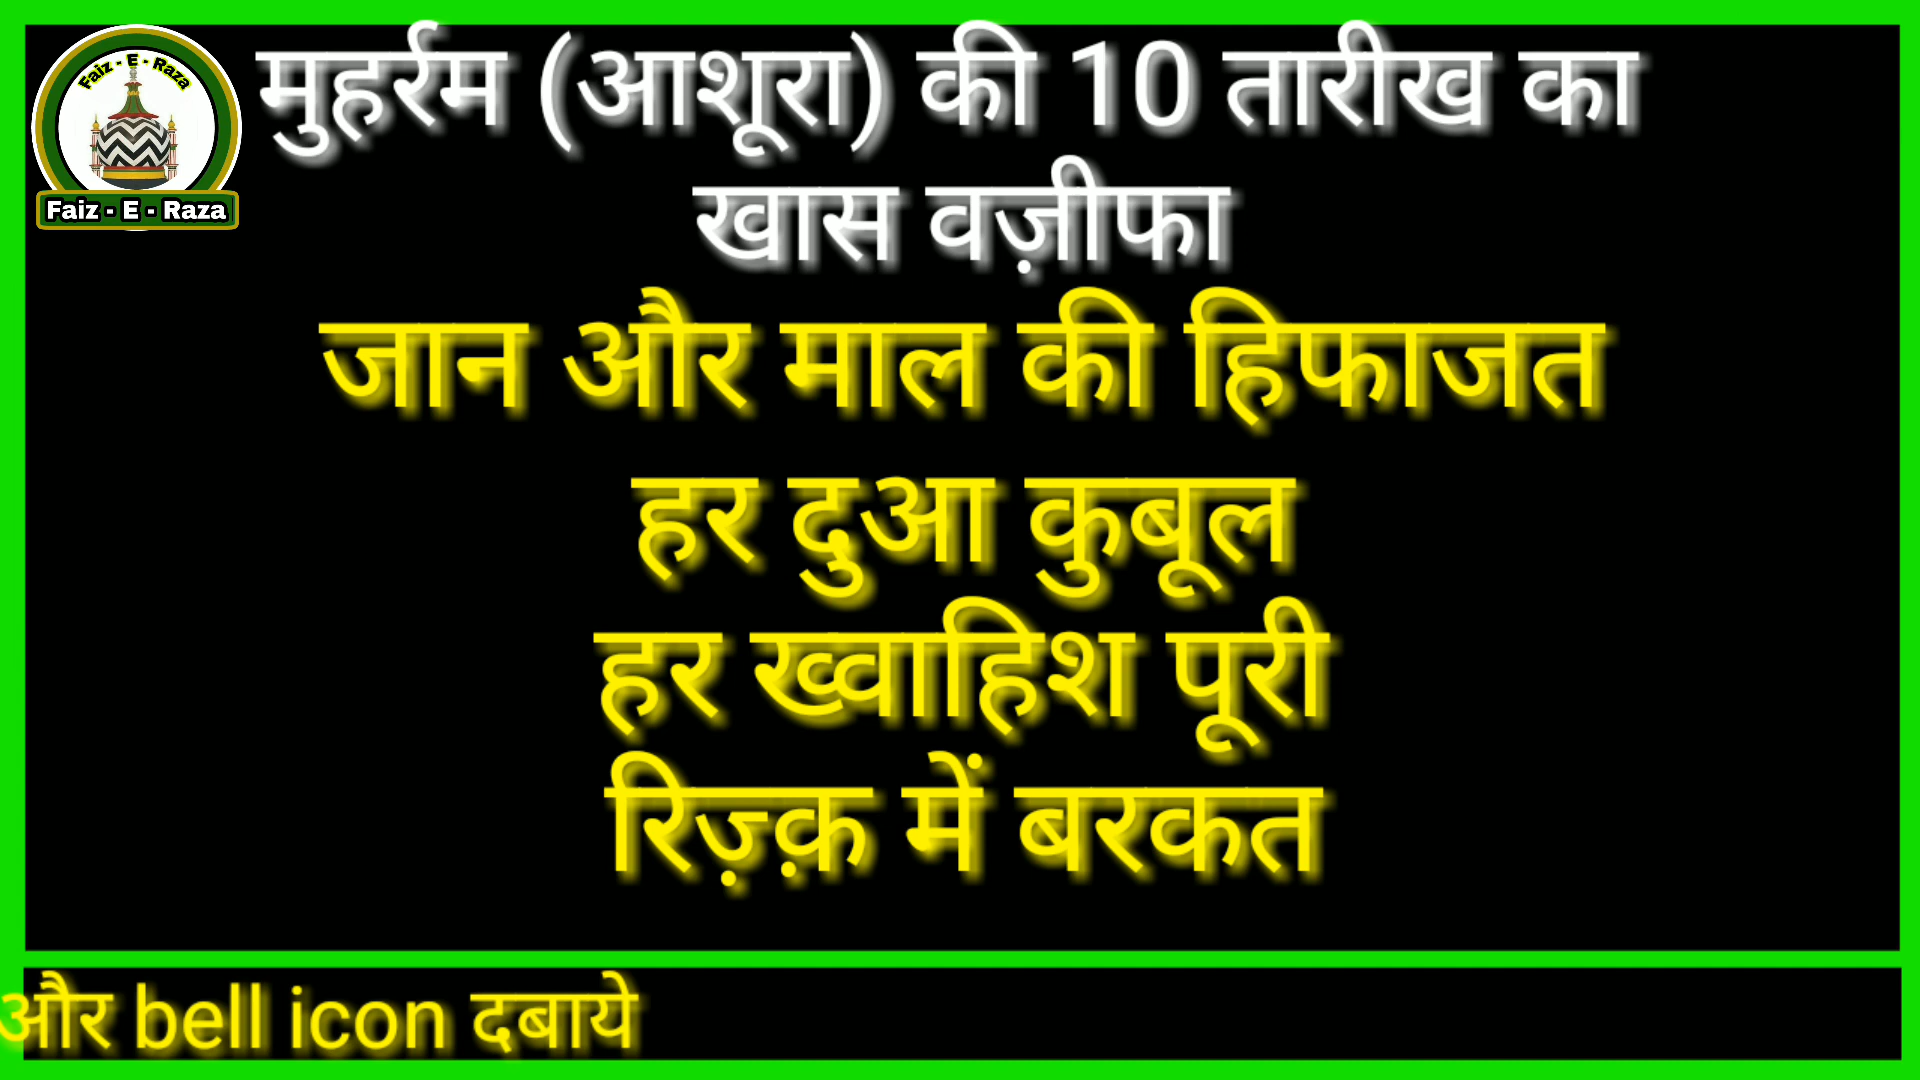 Faiz - E - Raza
Faiz - E - Raza
मुहर्रम (आशूरा) की 10 तारीख का
खास वज़ीफा
जान और माल की हिफाजत
हर दुआ कुबूल
हर ख्वाहिश पूरी
रिज़्क़ में बरकत
और bell icon दबाये